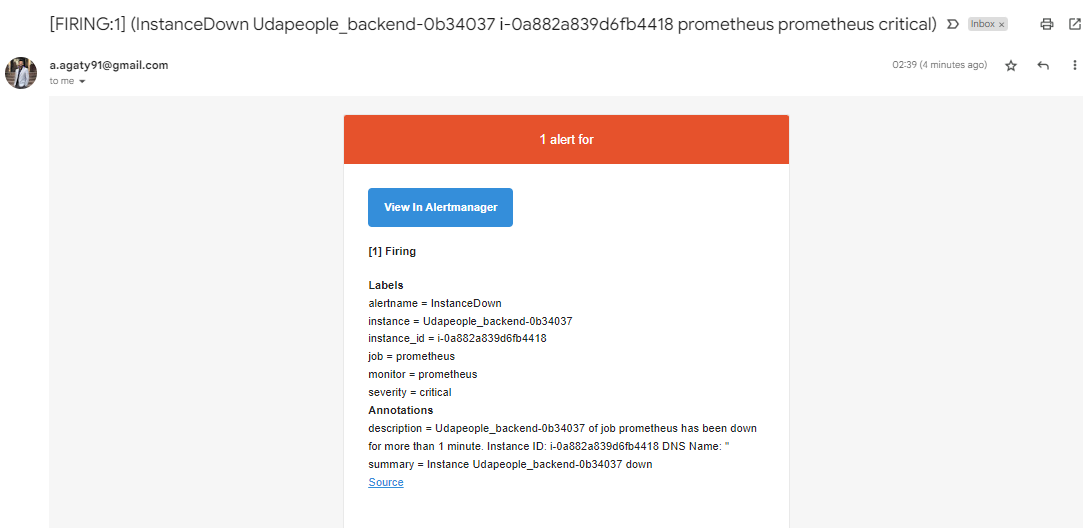 [FIRING:1] (InstanceDown Udapeople_backend-0b34037 i-0a882a839d6fb4418 prometheus prometheus critical) Inbox ×
a.agaty91@gmail.com 02:39 (4 minutes ago)
to me
1 alert for
View In Alertmanager
[1] Firing
Labels
alertname = InstanceDown
instance = Udapeople_backend-0b34037
instance_id = i-0a882a839d6fb4418
job = prometheus
monitor = prometheus
severity = critical
Annotations
description = Udapeople_backend-0b34037 of job prometheus has been down
for more than 1 minute. Instance ID: i-0a882a839d6fb4418 DNS Name: "
summary = Instance Udapeople_backend-0b34037 down
Source